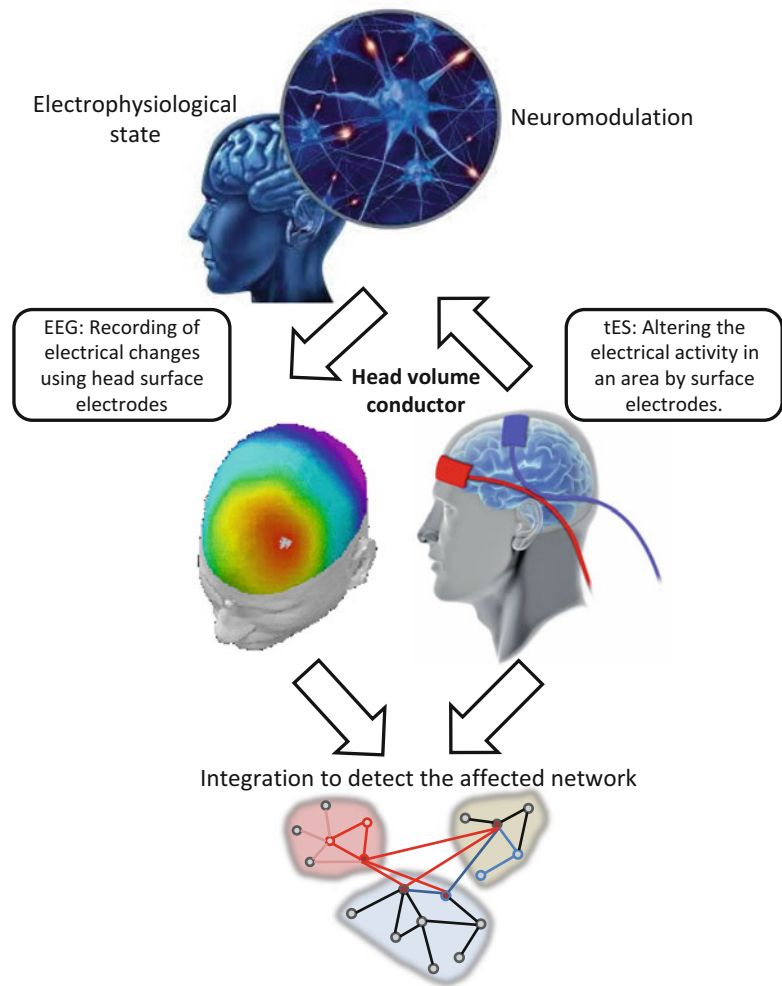 Electrophysiological
state
Neuromodulation
EEG: Recording of
electrical changes
using head surface
electrodes
tES: Altering the
electrical activity in
an area by surface
electrodes.
Head volume
conductor
Integration to detect the affected network